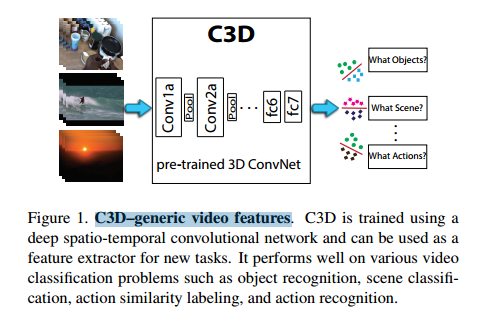 C3D
Conv1a
Pool
Conv2a
Pool
...
fc6
fc7
pre-trained 3D ConvNet
What Objects?
What Scene?
What Actions?
Figure 1. C3D–generic video features. C3D is trained using a
deep spatio-temporal convolutional network and can be used as a
feature extractor for new tasks. It performs well on various video
classification problems such as object recognition, scene classifi-
cation, action similarity labeling, and action recognition.